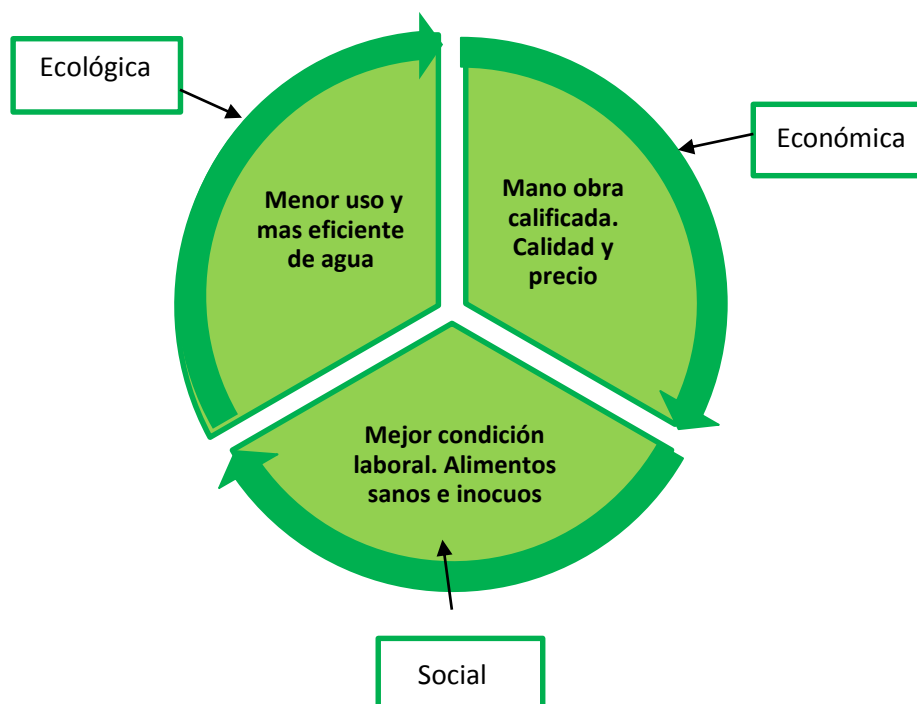 Ecológica
Económica
Menor uso y
mas eficiente
de agua
Mano obra
calificada.
Calidad y
precio
Mejor condición
laboral. Alimentos
sanos e inocuos
Social